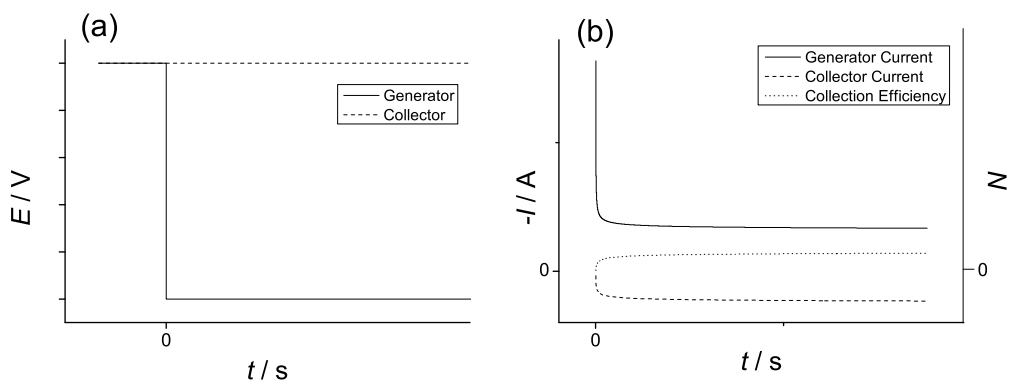 (a)
E / V
Generator
Collector
0
t / s
(b)
Generator Current
Collector Current
Collection Efficiency
-I / A
0
N
0
0
t / s